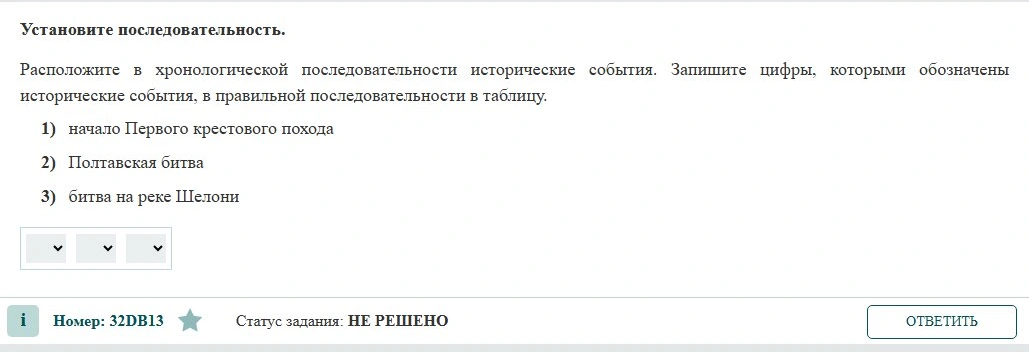 Установите последовательность.
Расположите в хронологической последовательности исторические события. Запишите цифры, которыми обозначены
исторические события, в правильной последовательности в таблицу.
1) начало Первого крестового похода
2) Полтавская битва
3) битва на реке Шелони
i Номер: 32DB13 Статус задания: НЕ РЕШЕНО ОТВЕТИТЬ